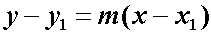 y − y₁ = m(x − x₁)